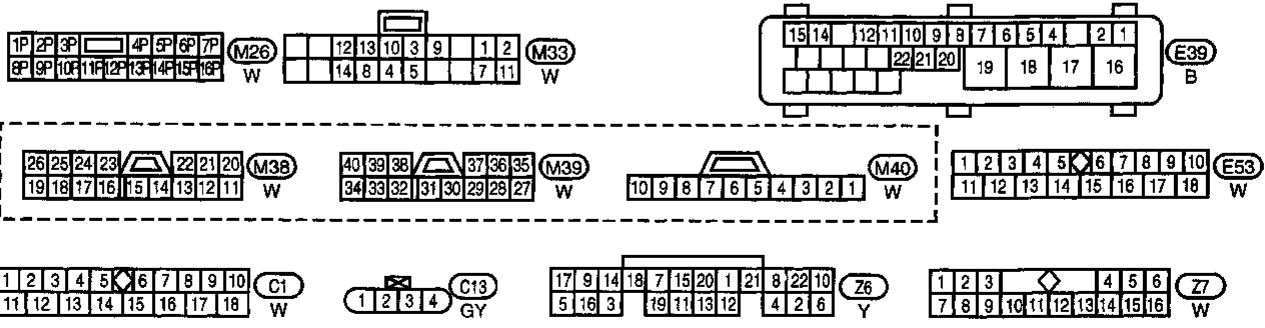 1P 2P 3P 4P 5P 6P 7P
8P 9P 10P 11P 12P 13P 14P 15P 16P
M26
W
12 13 10 3 9 1 2
14 8 4 5 7 11
M33
W
15 14 12 11 10 9 8 7 6 5 4 2 1
22 21 20 19 18 17 16
E39
B
26 25 24 23 22 21 20
19 18 17 16 15 14 13 12 11
M38
W
40 39 38 37 36 35
34 33 32 31 30 29 28 27
M39
W
10 9 8 7 6 5 4 3 2 1
M40
W
1 2 3 4 5 6 7 8 9 10
11 12 13 14 15 16 17 18
E53
W
1 2 3 4 5 6 7 8 9 10
11 12 13 14 15 16 17 18
C1
W
1 2 3 4
C13
GY
17 9 14 18 7 15 20 1 21 8 22 10
5 16 3 19 11 13 12 4 2 6
Z6
Y
1 2 3 4 5 6
7 8 9 10 11 12 13 14 15 16
Z7
W